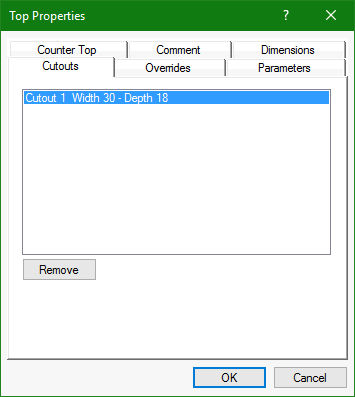 Top Properties
?
Counter Top Comment Dimensions
Cutouts Overrides Parameters
Cutout 1  Width 30 - Depth 18
Remove
OK Cancel